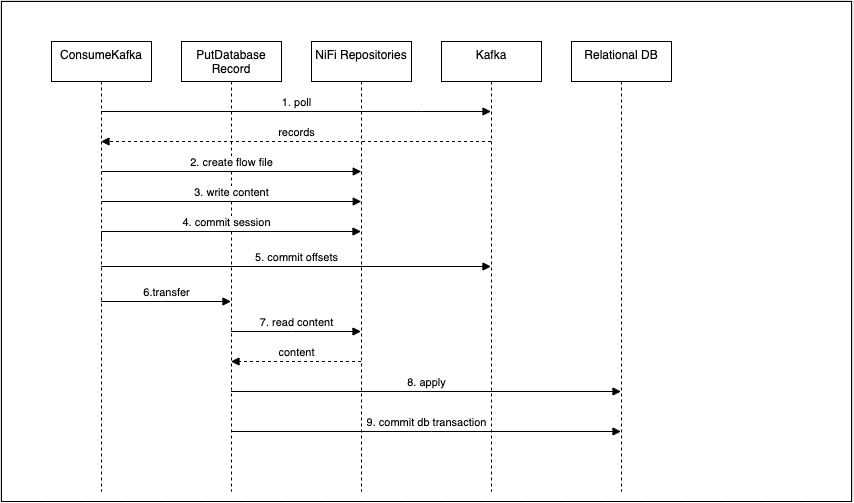 ConsumeKafka
PutDatabase
Record
NiFi Repositories
Kafka
Relational DB
1. poll
records
2. create flow file
3. write content
4. commit session
5. commit offsets
6.transfer
7. read content
content
8. apply
9. commit db transaction